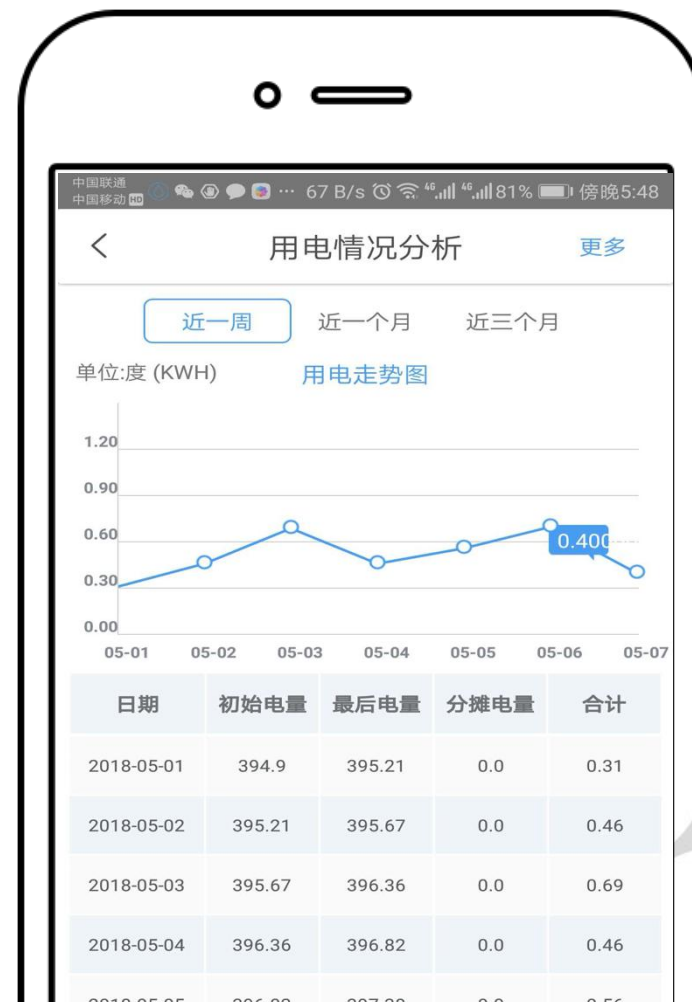 中国联通
中国移动 HD ... 67 B/s 46 46 81% 傍晚5:48
用电情况分析 更多
近一周 近一个月 近三个月
单位:度 (KWH) 用电走势图
1.20
0.90
0.60
0.400
0.30
0.00
05-01 05-02 05-03 05-04 05-05 05-06 05-07
日期 初始电量 最后电量 分摊电量 合计
2018-05-01 394.9 395.21 0.0 0.31
2018-05-02 395.21 395.67 0.0 0.46
2018-05-03 395.67 396.36 0.0 0.69
2018-05-04 396.36 396.82 0.0 0.46